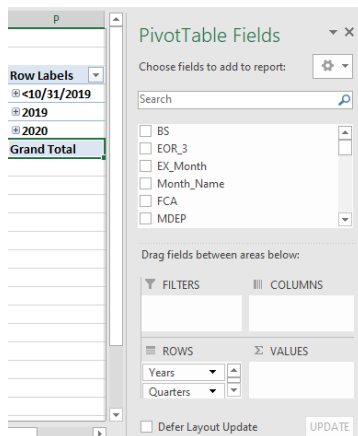 P
Row Labels
<10/31/2019
2019
2020
Grand Total
PivotTable Fields
Choose fields to add to report:
Search
BS
EOR_3
EX_Month
Month_Name
FCA
MDEP
Drag fields between areas below:
FILTERS
COLUMNS
ROWS
Σ VALUES
Years
Quarters
Defer Layout Update
UPDATE